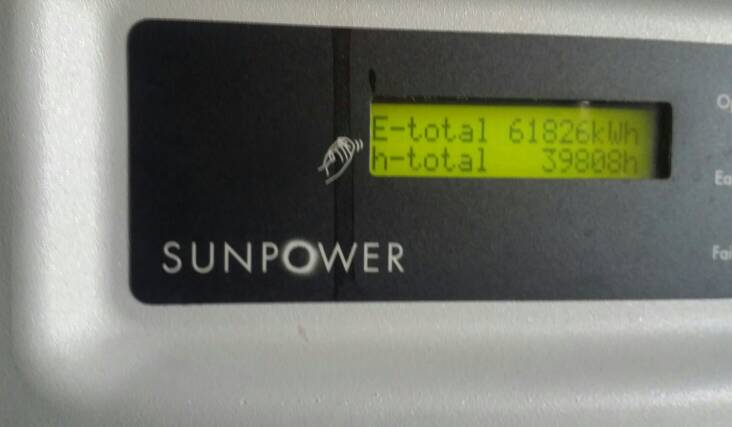 E-total 61826kWh
h-total 39808h
SUNPOWER